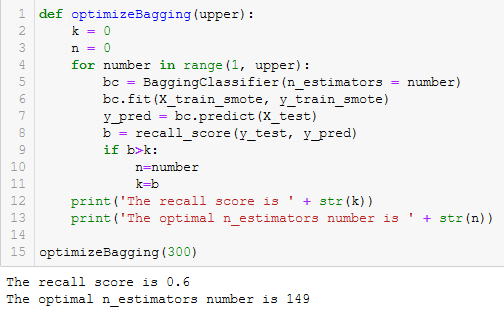 1 def optimizeBagging(upper):
2     k = 0
3     n = 0
4     for number in range(1, upper):
5         bc = BaggingClassifier(n_estimators = number)
6         bc.fit(X_train_smote, y_train_smote)
7         y_pred = bc.predict(X_test)
8         b = recall_score(y_test, y_pred)
9         if b>k:
10             n=number
11             k=b
12     print('The recall score is ' + str(k))
13     print('The optimal n_estimators number is ' + str(n))
14
15 optimizeBagging(300)
The recall score is 0.6
The optimal n_estimators number is 149